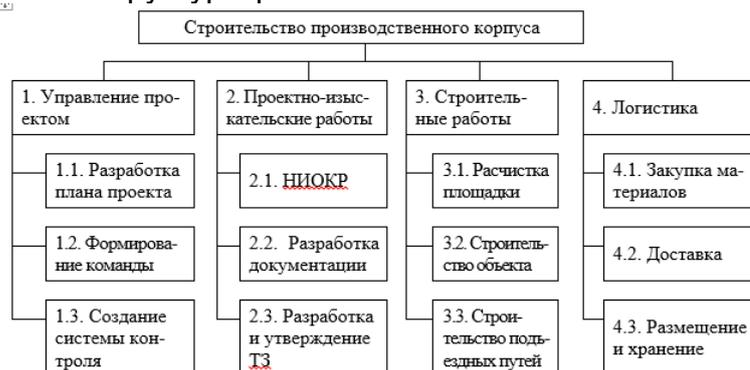 Строительство производственного корпуса
1. Управление про-
ектом
2. Проектно-изыс-
кательские работы
3. Строитель-
ные работы
4. Логистика
1.1. Разработка
плана проекта
2.1. НИОКР
3.1. Расчистка
площадки
4.1. Закупка ма-
териалов
1.2. Формирова-
ние команды
2.2. Разработка
документации
3.2. Строитель-
ство объекта
4.2. Доставка
1.3. Создание
системы кон-
троля
2.3. Разработка
и утверждение
ТЗ
3.3. Строи-
тельство подъ-
ездных путей
4.3. Размещение
и хранение